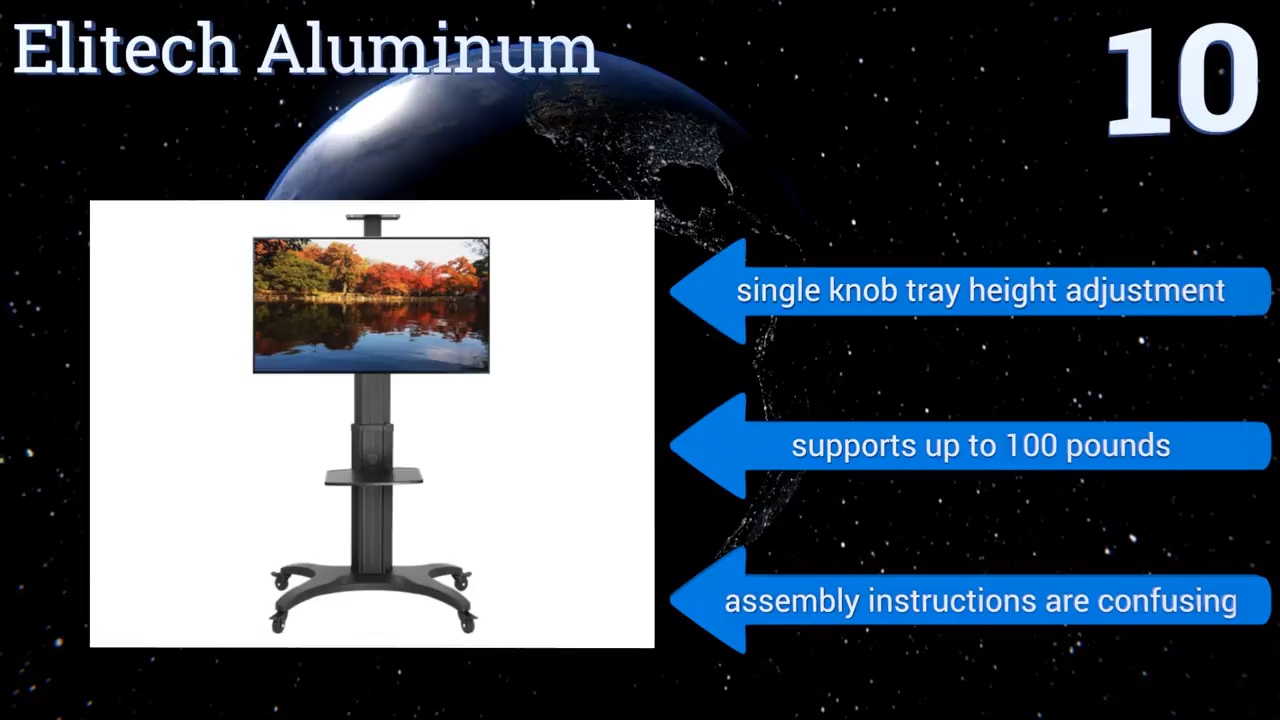 Elitech Aluminum
10
single knob tray height adjustment
supports up to 100 pounds
assembly instructions are confusing